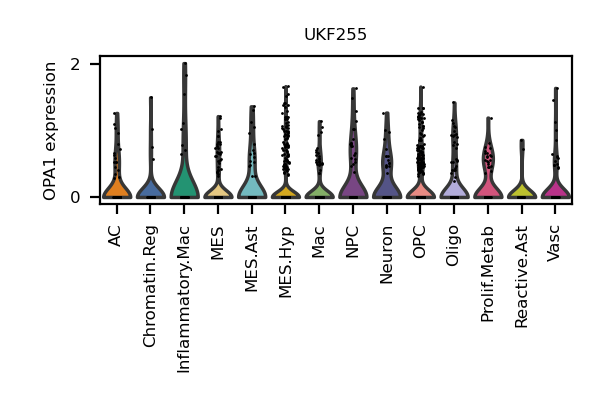 UKF255
OPA1 expression
2
0
AC
Chromatin.Reg
Inflammatory.Mac
MES
MES.Ast
MES.Hyp
Mac
NPC
Neuron
OPC
Oligo
Prolif.Metab
Reactive.Ast
Vasc